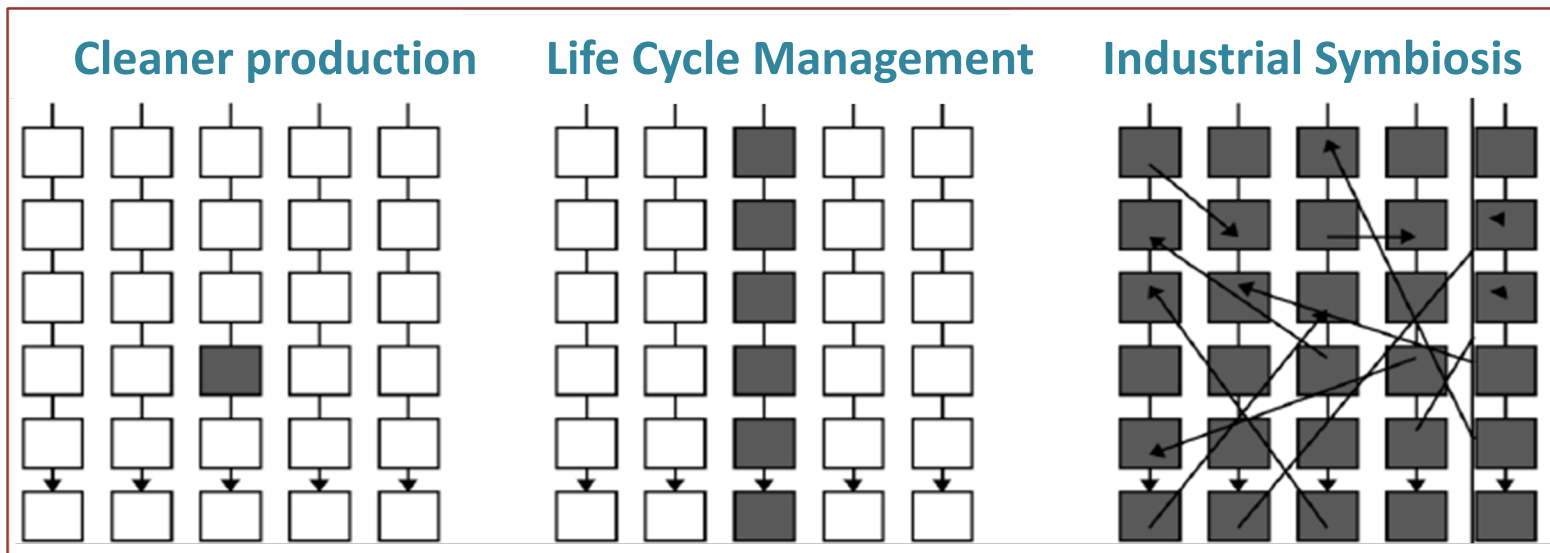 Cleaner production
Life Cycle Management
Industrial Symbiosis